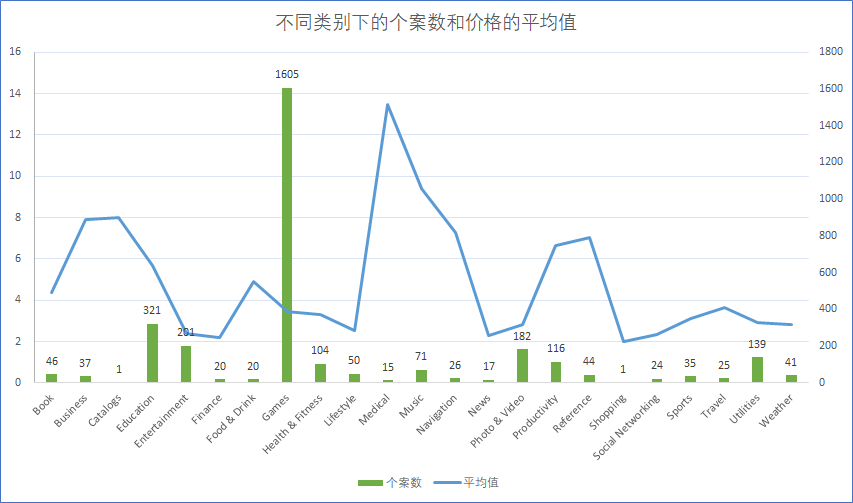 不同类别下的个案数和价格的平均值
16 1800
14 1600
12 1400
10 1200
8 1000
6 800
4 600
2 400
0 200
0
46 37 1 321 201 20 20 1605 104 50 15 71 26 17 182 116 44 1 24 35 25 139 41
Book
Business
Catalogs
Education
Entertainment
Finance
Food & Drink
Games
Health & Fitness
Lifestyle
Medical
Music
Navigation
News
Photo & Video
Productivity
Reference
Shopping
Social Networking
Sports
Travel
Utilities
Weather
个案数 平均值